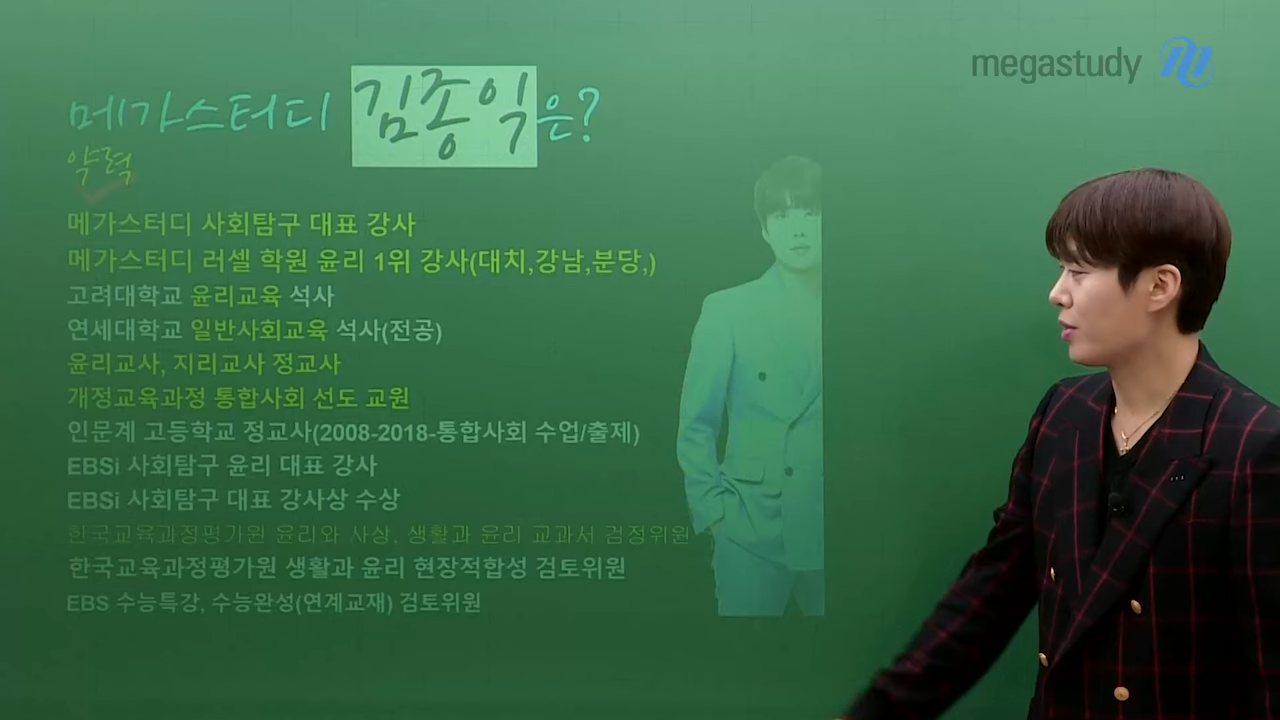 megastudy
메가스터디 김종익은?
약력
메가스터디 사회탐구 대표 강사
메가스터디 러셀 학원 윤리 1위 강사(대치,강남,분당,)
고려대학교 윤리교육 석사
연세대학교 일반사회교육 석사(전공)
윤리교사, 지리교사 정교사
개정교육과정 통합사회 선도 교원
인문계 고등학교 정교사(2008-2018-통합사회 수업/출제)
EBSi 사회탐구 윤리 대표 강사
EBSi 사회탐구 대표 강사상 수상
한국교육과정평가원 윤리와 사상, 생활과 윤리 교과서 검정위원
한국교육과정평가원 생활과 윤리 현장적합성 검토위원
EBS 수능특강, 수능완성(연계교재) 검토위원